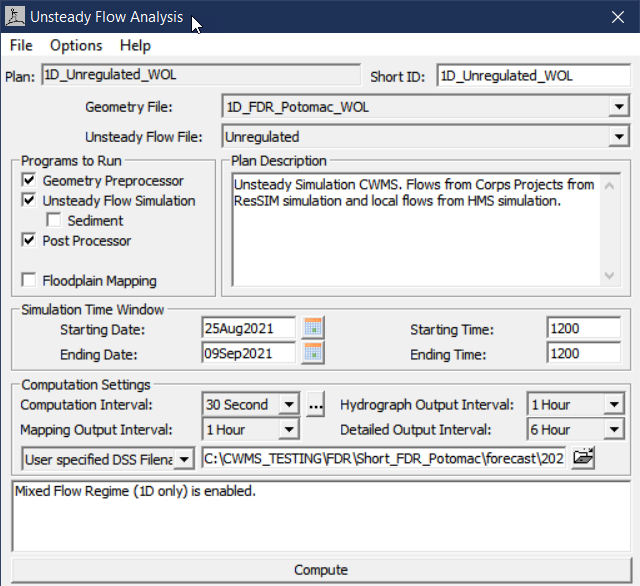 Unsteady Flow Analysis
File Options Help
Plan: 1D_Unregulated_WOL Short ID: 1D_Unregulated_WOL
Geometry File: 1D_FDR_Potomac_WOL
Unsteady Flow File: Unregulated
Programs to Run
Geometry Preprocessor
Unsteady Flow Simulation
Sediment
Post Processor
Floodplain Mapping
Plan Description
Unsteady Simulation CWMS. Flows from Corps Projects from
ResSIM simulation and local flows from HMS simulation.
Simulation Time Window
Starting Date: 25Aug2021 Starting Time: 1200
Ending Date: 09Sep2021 Ending Time: 1200
Computation Settings
Computation Interval: 30 Second ... Hydrograph Output Interval: 1 Hour
Mapping Output Interval: 1 Hour Detailed Output Interval: 6 Hour
User specified DSS Filena C:\CWMS_TESTING\FDR\Short_FDR_Potomac\forecast\202
Mixed Flow Regime (1D only) is enabled.
Compute